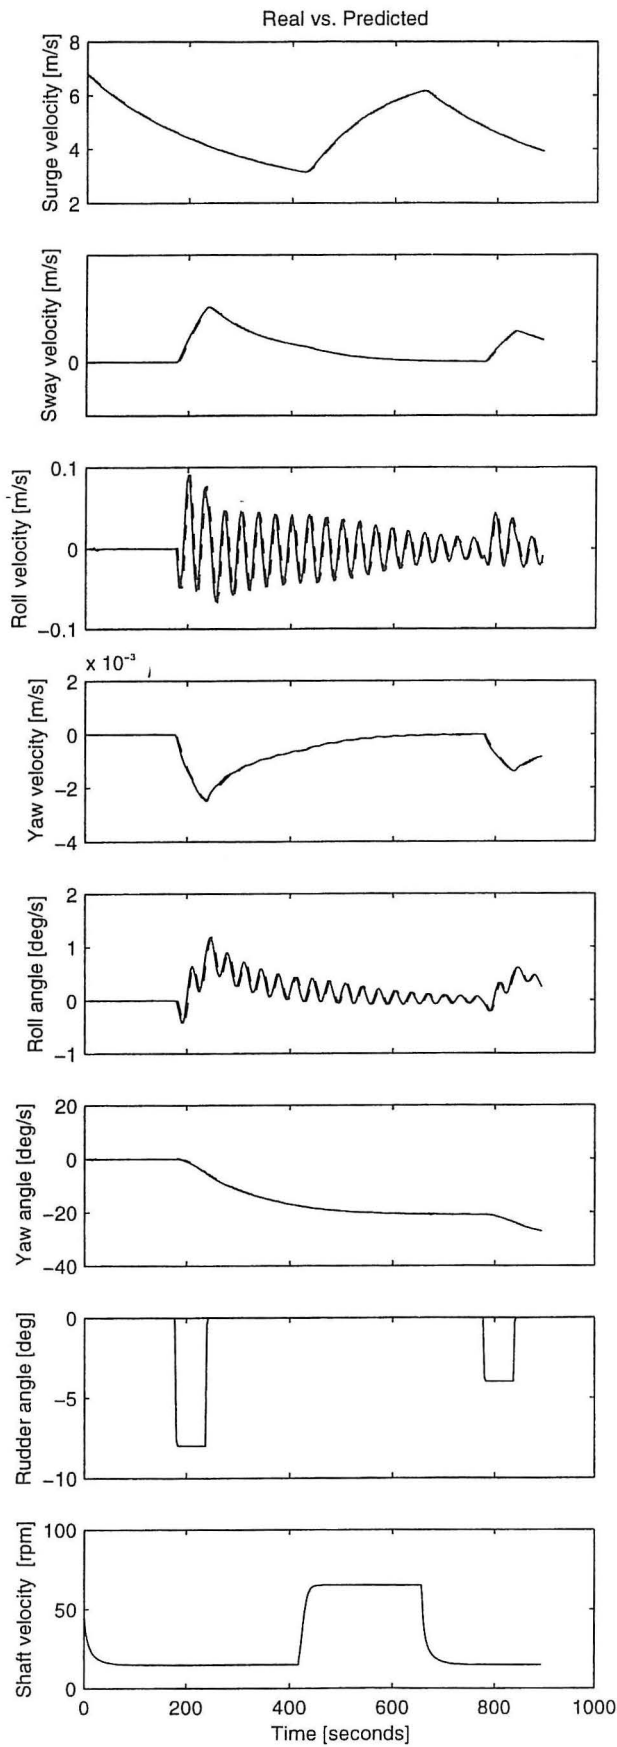 Real vs. Predicted
8
6
4
2
Surge velocity [m/s]
0
Sway velocity [m/s]
0.1
0
−0.1
Roll velocity [m/s]
x 10⁻³
2
0
−2
−4
Yaw velocity [m/s]
2
1
0
−1
Roll angle [deg/s]
20
0
−20
−40
Yaw angle [deg/s]
0
−5
−10
Rudder angle [deg]
100
50
0
Shaft velocity [rpm]
0 200 400 600 800 1000
Time [seconds]